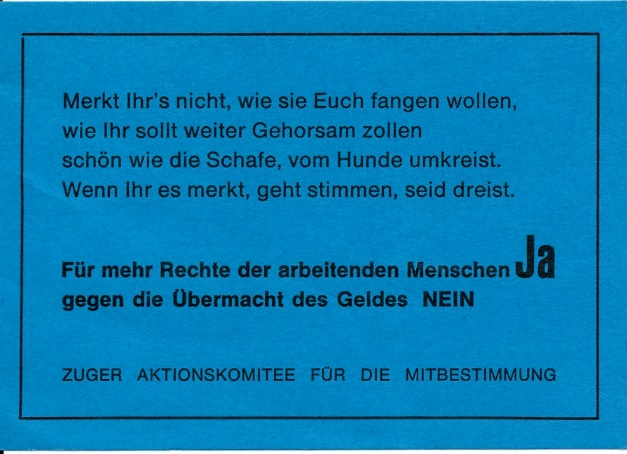 Merkt Ihr's nicht, wie sie Euch fangen wollen,
wie Ihr sollt weiter Gehorsam zollen
schön wie die Schafe, vom Hunde umkreist.
Wenn Ihr es merkt, geht stimmen, seid dreist.
Für mehr Rechte der arbeitenden Menschen Ja
gegen die Übermacht des Geldes NEIN
ZUGER AKTIONSKOMITEE FÜR DIE MITBESTIMMUNG